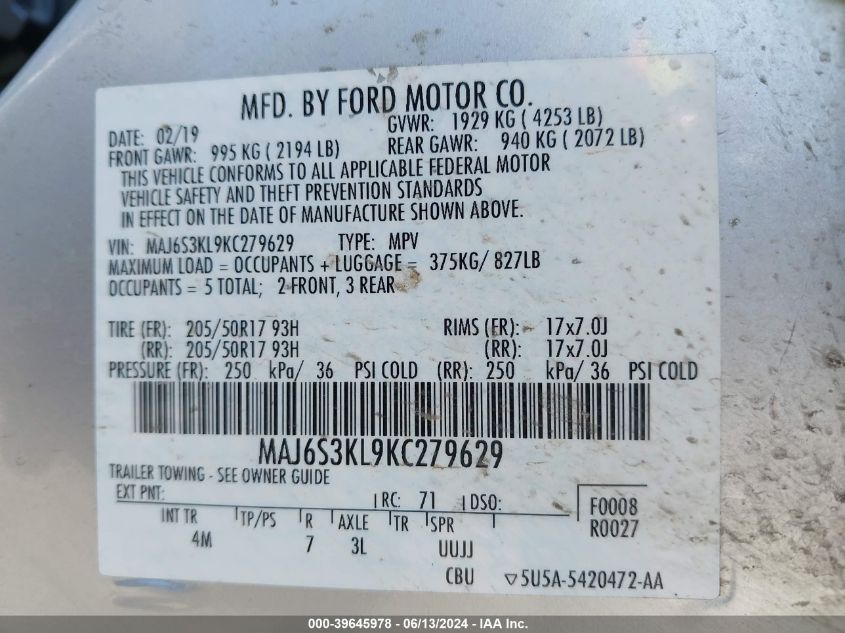 MFD. BY FORD MOTOR CO.
DATE: 02/19 GVWR: 1929 KG ( 4253 LB)
FRONT GAWR: 995 KG ( 2194 LB) REAR GAWR: 940 KG ( 2072 LB)
THIS VEHICLE CONFORMS TO ALL APPLICABLE FEDERAL MOTOR
VEHICLE SAFETY AND THEFT PREVENTION STANDARDS
IN EFFECT ON THE DATE OF MANUFACTURE SHOWN ABOVE.
VIN: MAJ6S3KL9KC279629 TYPE: MPV
MAXIMUM LOAD = OCCUPANTS + LUGGAGE = 375KG/ 827LB
OCCUPANTS = 5 TOTAL; 2 FRONT, 3 REAR
TIRE (FR): 205/50R17 93H RIMS (FR): 17x7.0J
(RR): 205/50R17 93H (RR): 17x7.0J
PRESSURE (FR): 250 kPa/ 36 PSI COLD (RR): 250 kPa/ 36 PSI COLD
MAJ6S3KL9KC279629
TRAILER TOWING - SEE OWNER GUIDE
EXT PNT: RC: 71 DSO: F0008
R0027
INT TR TP/PS R AXLE TR SPR
4M 7 3L UUJJ
CBU ▽5U5A-5420472-AA
000-39645978 - 06/13/2024 - IAA Inc.